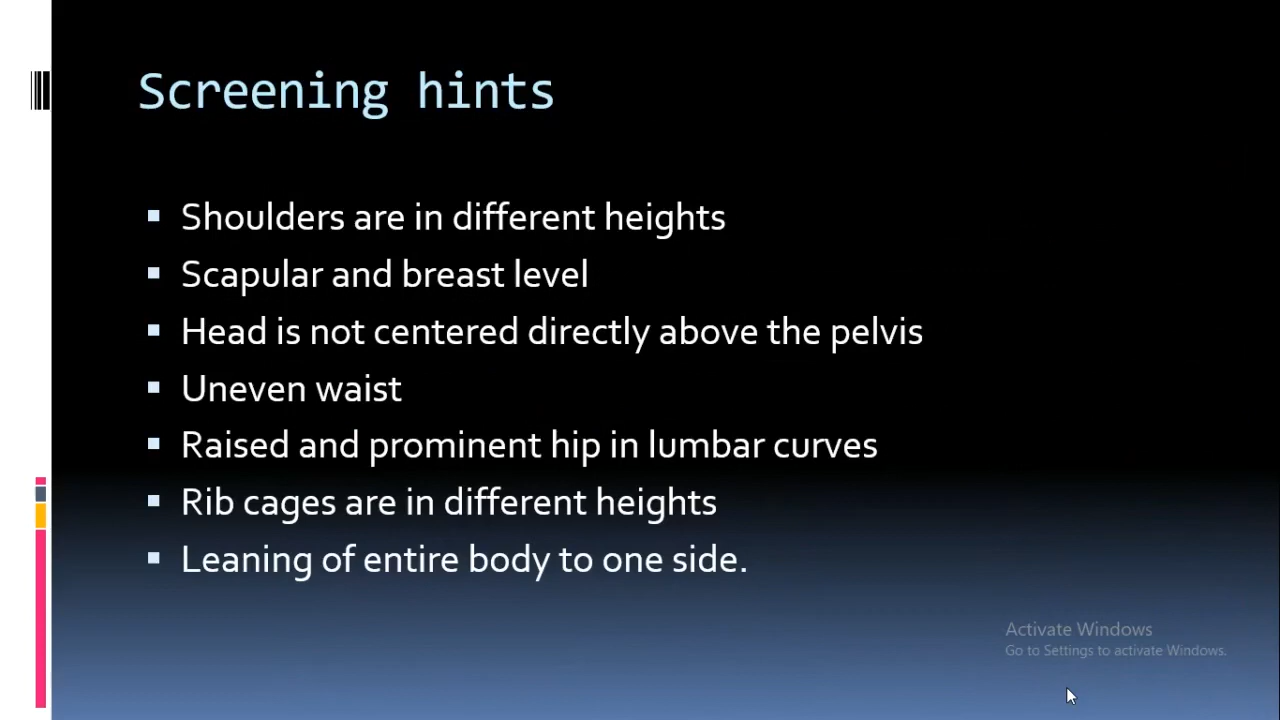 Screening hints
Shoulders are in different heights
Scapular and breast level
Head is not centered directly above the pelvis
Uneven waist
Raised and prominent hip in lumbar curves
Rib cages are in different heights
Leaning of entire body to one side.
Activate Windows
Go to Settings to activate Windows.